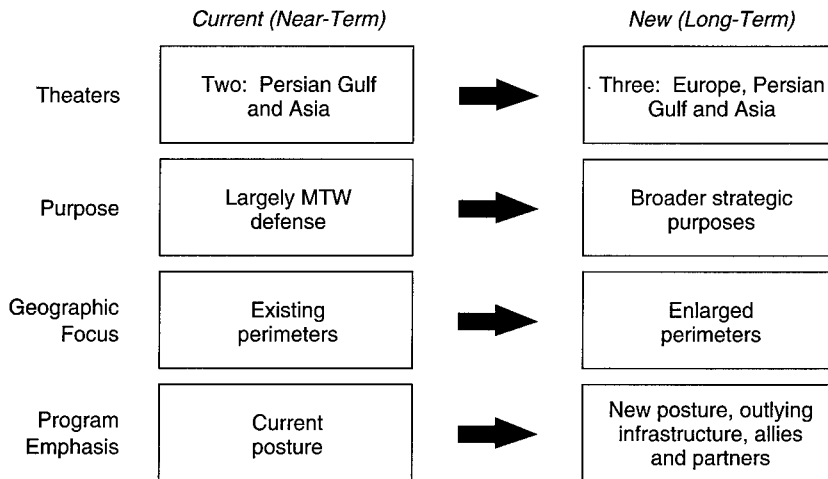 Current (Near-Term)
New (Long-Term)
Theaters
Two: Persian Gulf
and Asia
Three: Europe, Persian
Gulf and Asia
Purpose
Largely MTW
defense
Broader strategic
purposes
Geographic
Focus
Existing
perimeters
Enlarged
perimeters
Program
Emphasis
Current
posture
New posture, outlying
infrastructure, allies
and partners